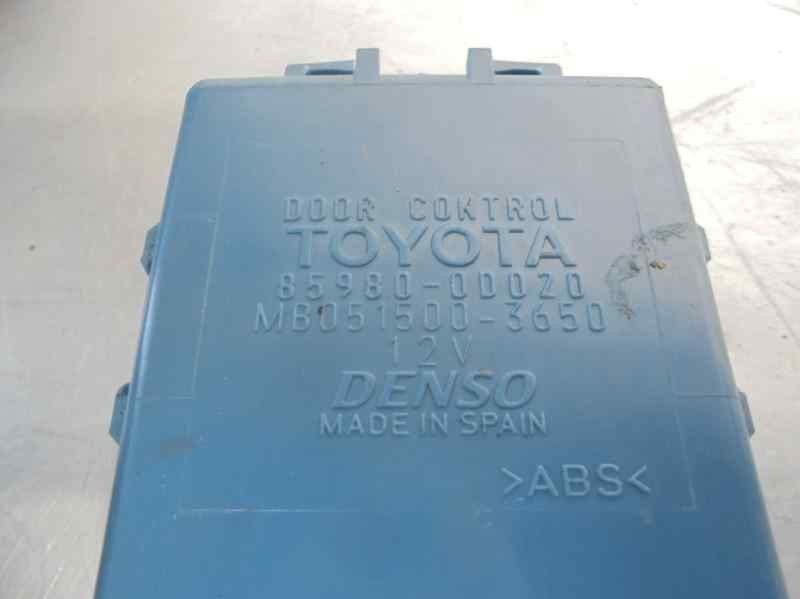 DOOR CONTROL
TOYOTA
85980-0D020
MB051500-3650
12V
DENSO
MADE IN SPAIN
>ABS<